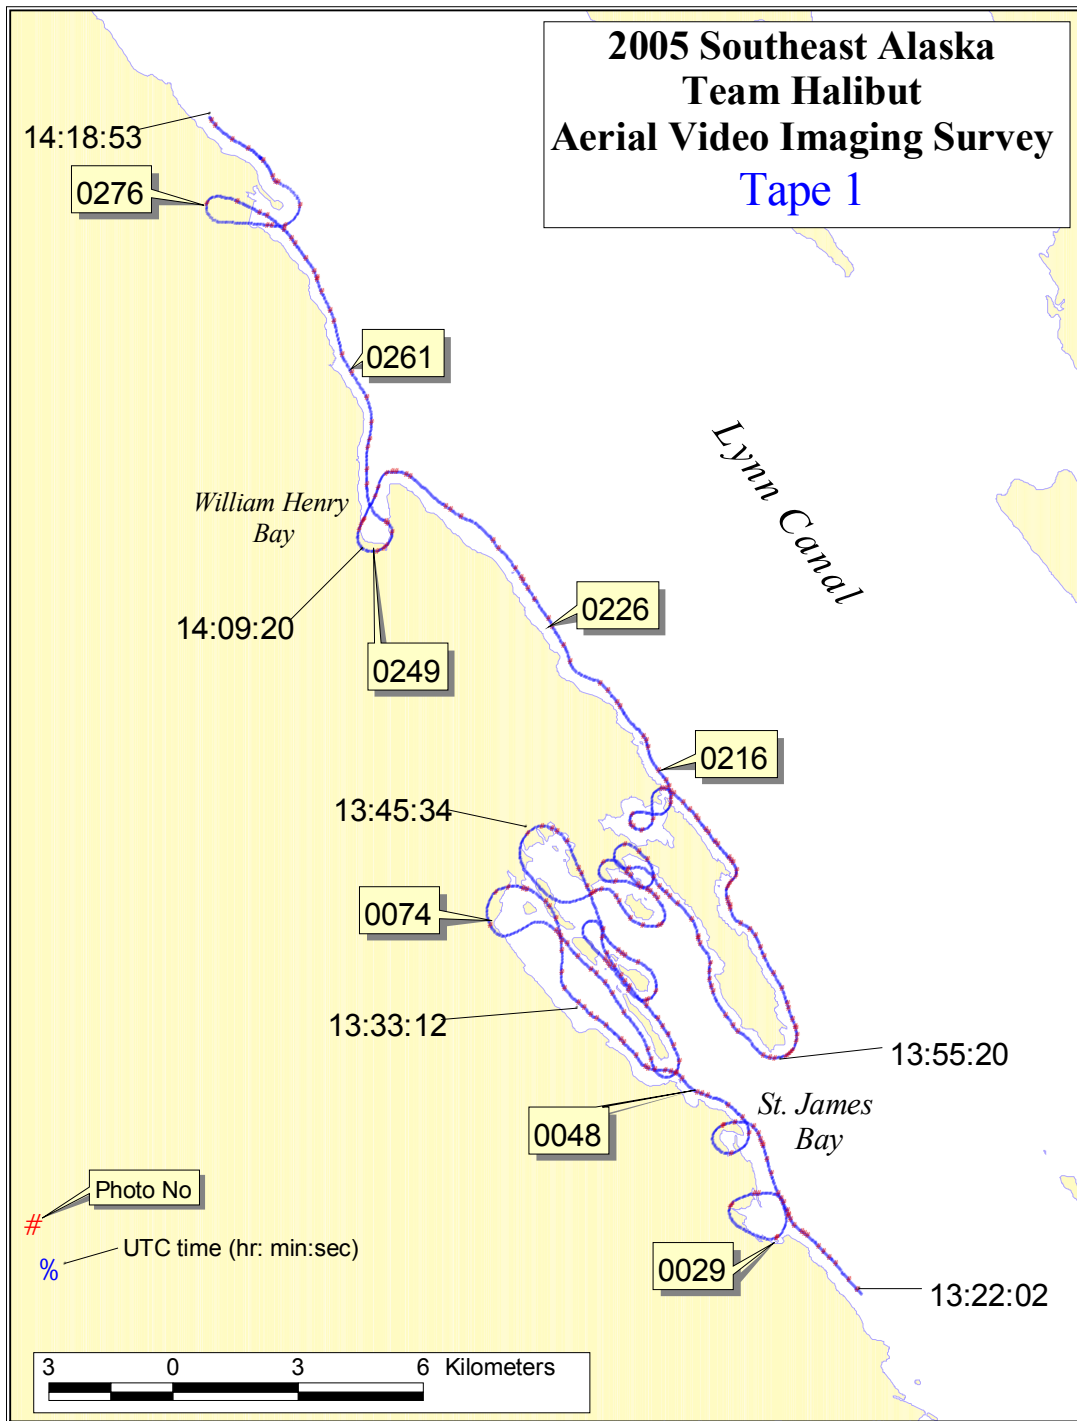 2005 Southeast Alaska
Team Halibut
Aerial Video Imaging Survey
Tape 1
14:18:53
0276
0261
Lynn Canal
William Henry
Bay
14:09:20
0249
0226
0216
13:45:34
0074
13:33:12
13:55:20
St. James
Bay
0048
0029
13:22:02
Photo No
#
UTC time (hr: min:sec)
%
3 0 3 6 Kilometers